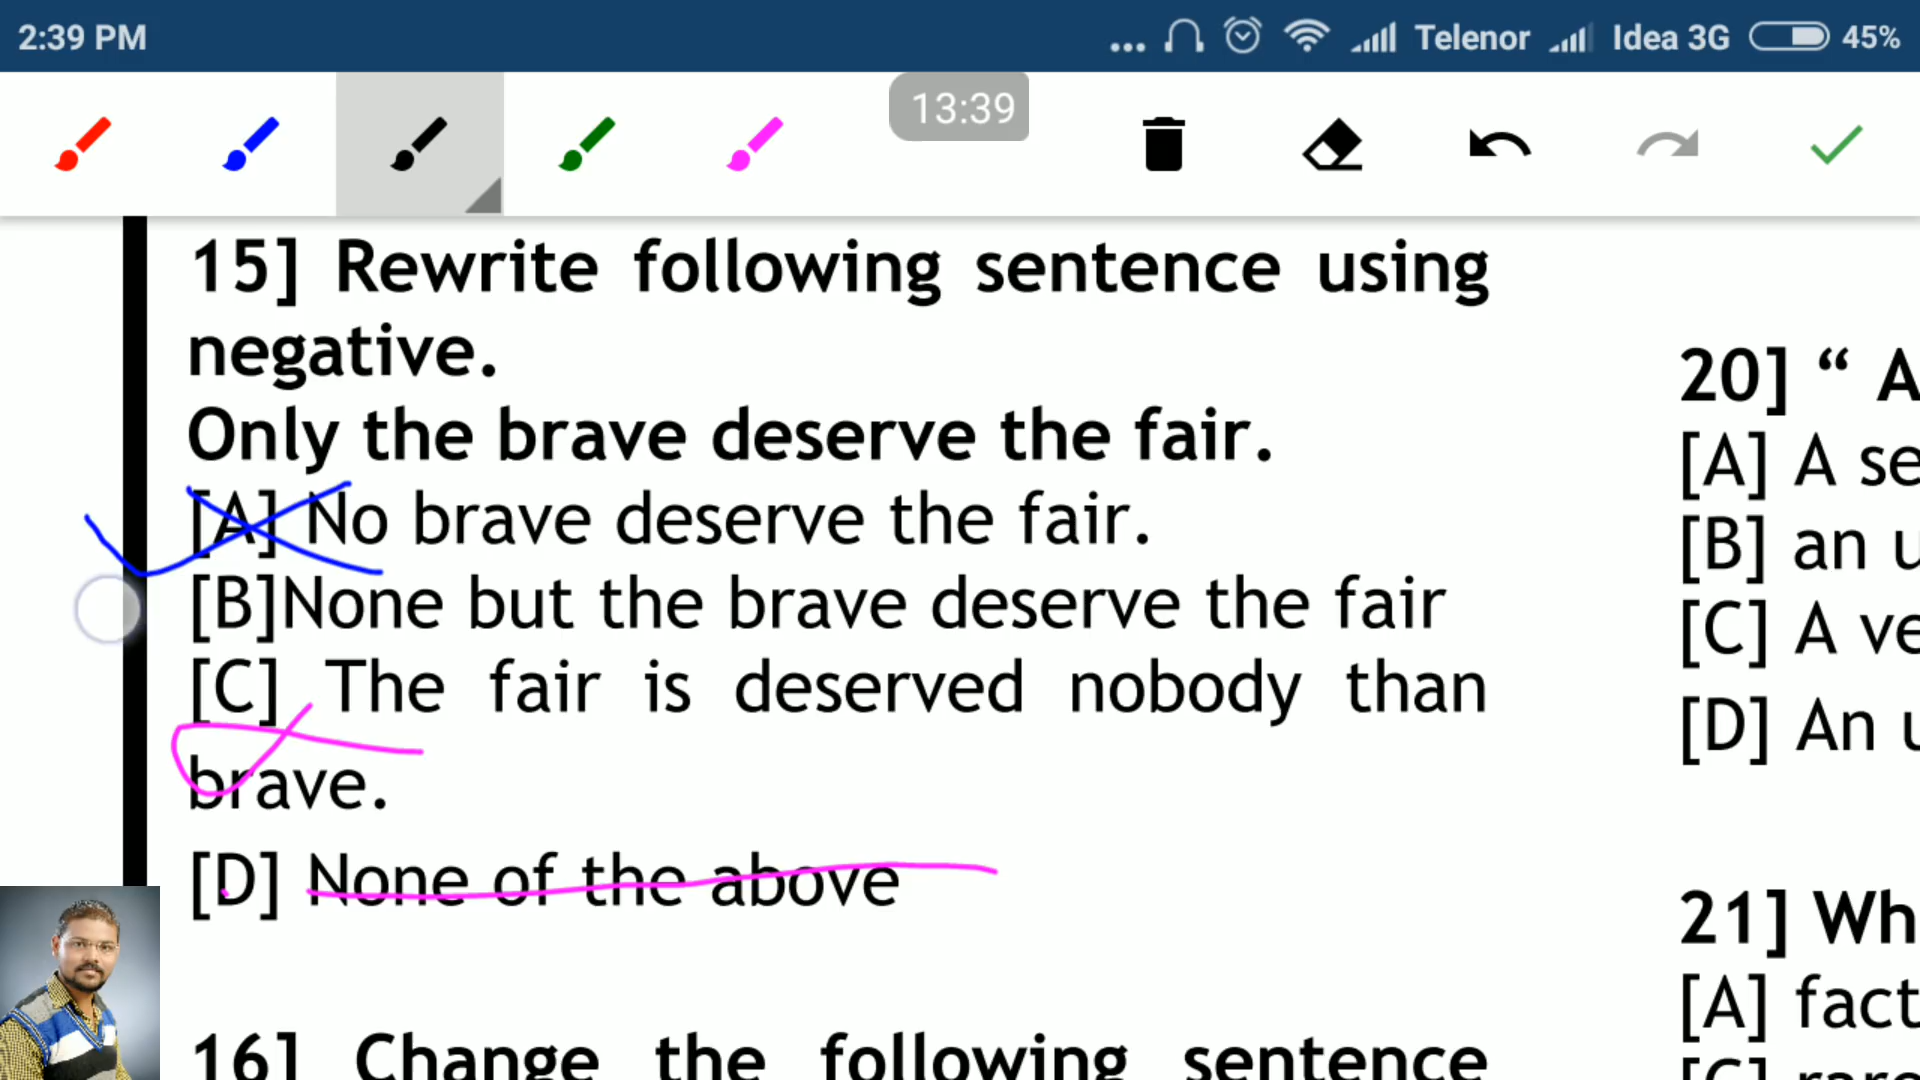 2:39 PM
... Telenor Idea 3G 45%
13:39
15] Rewrite following sentence using
negative.
Only the brave deserve the fair.
[A] No brave deserve the fair.
[B]None but the brave deserve the fair
[C] The fair is deserved nobody than
brave.
[D] None of the above
16] Change the following sentence
20] “ A
[A] A se
[B] an u
[C] A ve
[D] An u
21] Wh
[A] fact